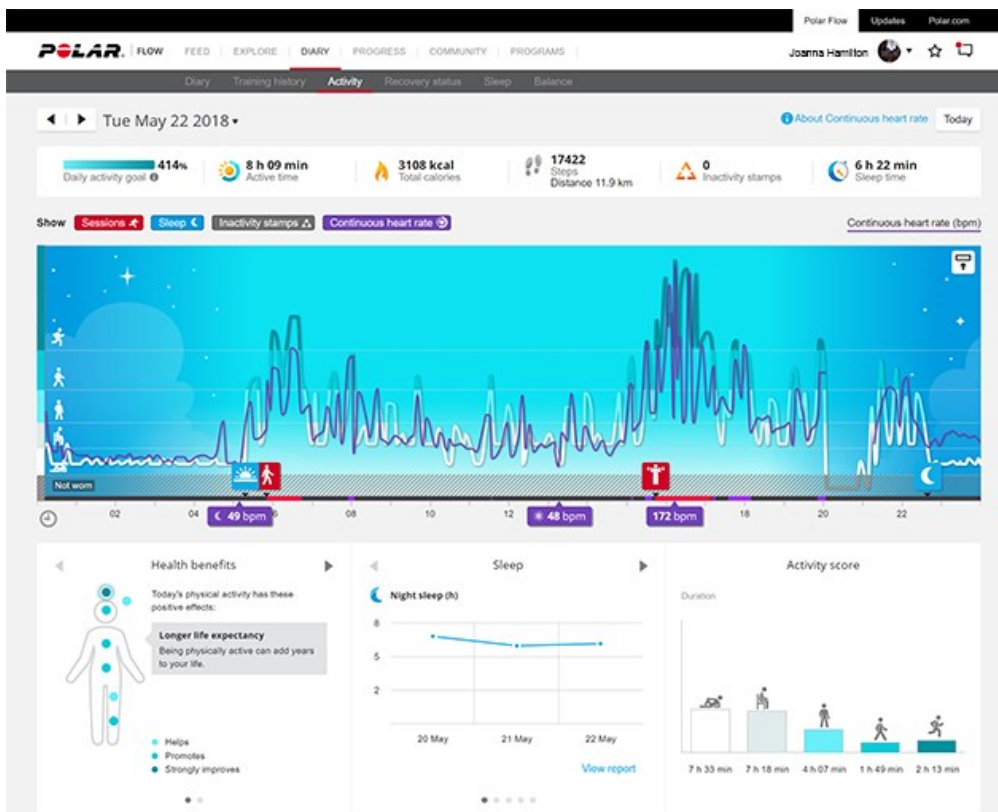 Polar Flow Updates Polar.com
POLAR. FLOW FEED EXPLORE DIARY PROGRESS COMMUNITY PROGRAMS Joanna Hamilton
Diary Training history Activity Recovery status Sleep Balance
Tue May 22 2018 About Continuous heart rate Today
414% 8 h 09 min 3108 kcal 17422 0 6 h 22 min
Daily activity goal Active time Total calories Steps Inactivity stamps Sleep time
Distance 11.9 km
Show Sessions Sleep Inactivity stamps Continuous heart rate Continuous heart rate (bpm)
Not worn
02 04 6 08 10 12 18 20 22
49 bpm 48 bpm 172 bpm
Health benefits
Today's physical activity has these
positive effects:
Longer life expectancy
Being physically active can add years
to your life.
Helps
Promotes
Strongly improves
Sleep
Night sleep (h)
8
5
2
20 May 21 May 22 May
View report
Activity score
Duration
7 h 33 min 7 h 18 min 4 h 07 min 1 h 49 min 2 h 13 min